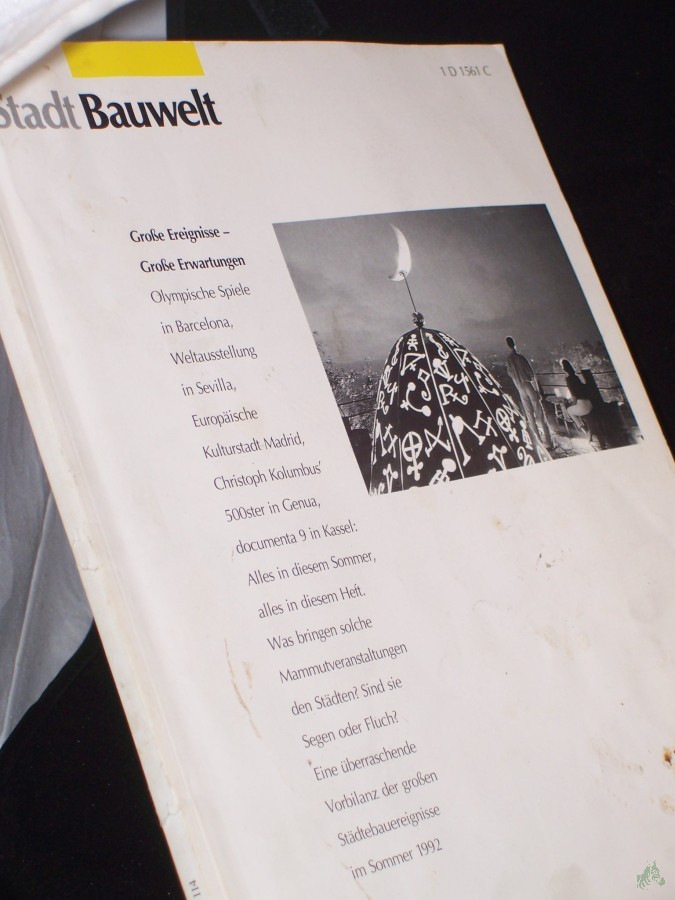 1 D 1561 C
Stadt Bauwelt
Große Ereignisse –
Große Erwartungen
Olympische Spiele
in Barcelona,
Weltausstellung
in Sevilla,
Europäische
Kulturstadt Madrid,
Christoph Kolumbus'
500ster in Genua,
documenta 9 in Kassel:
Alles in diesem Sommer,
alles in diesem Heft.
Was bringen solche
Mammutveranstaltungen
den Städten? Sind sie
Segen oder Fluch?
Eine überraschende
Vorbilanz der großen
Städtebauereignisse
im Sommer 1992
114